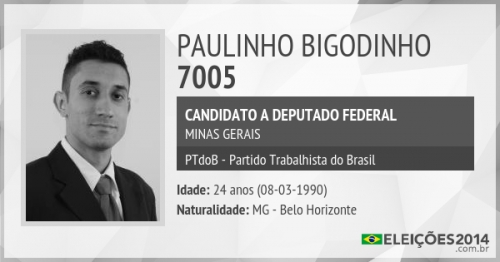 PAULINHO BIGODINHO
7005
CANDIDATO A DEPUTADO FEDERAL
MINAS GERAIS
PTdoB - Partido Trabalhista do Brasil
Idade: 24 anos (08-03-1990)
Naturalidade: MG - Belo Horizonte
ELEIÇÕES2014
.com.br